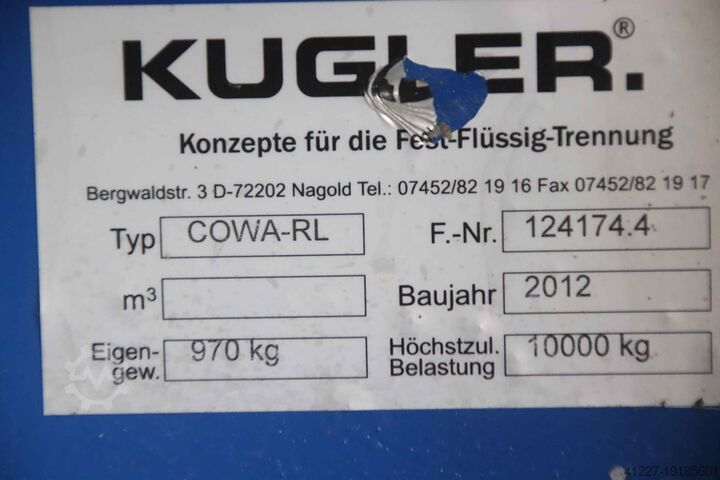 KUGLER.®
Konzepte für die Fest-Flüssig-Trennung
Bergwaldstr. 3 D-72202 Nagold Tel.: 07452/82 19 16 Fax 07452/82 19 17
Typ COWA-RL F.-Nr. 124174.4
m³ Baujahr 2012
Eigen- 970 kg Höchstzul. 10000 kg
gew. Belastung
41227-19185601